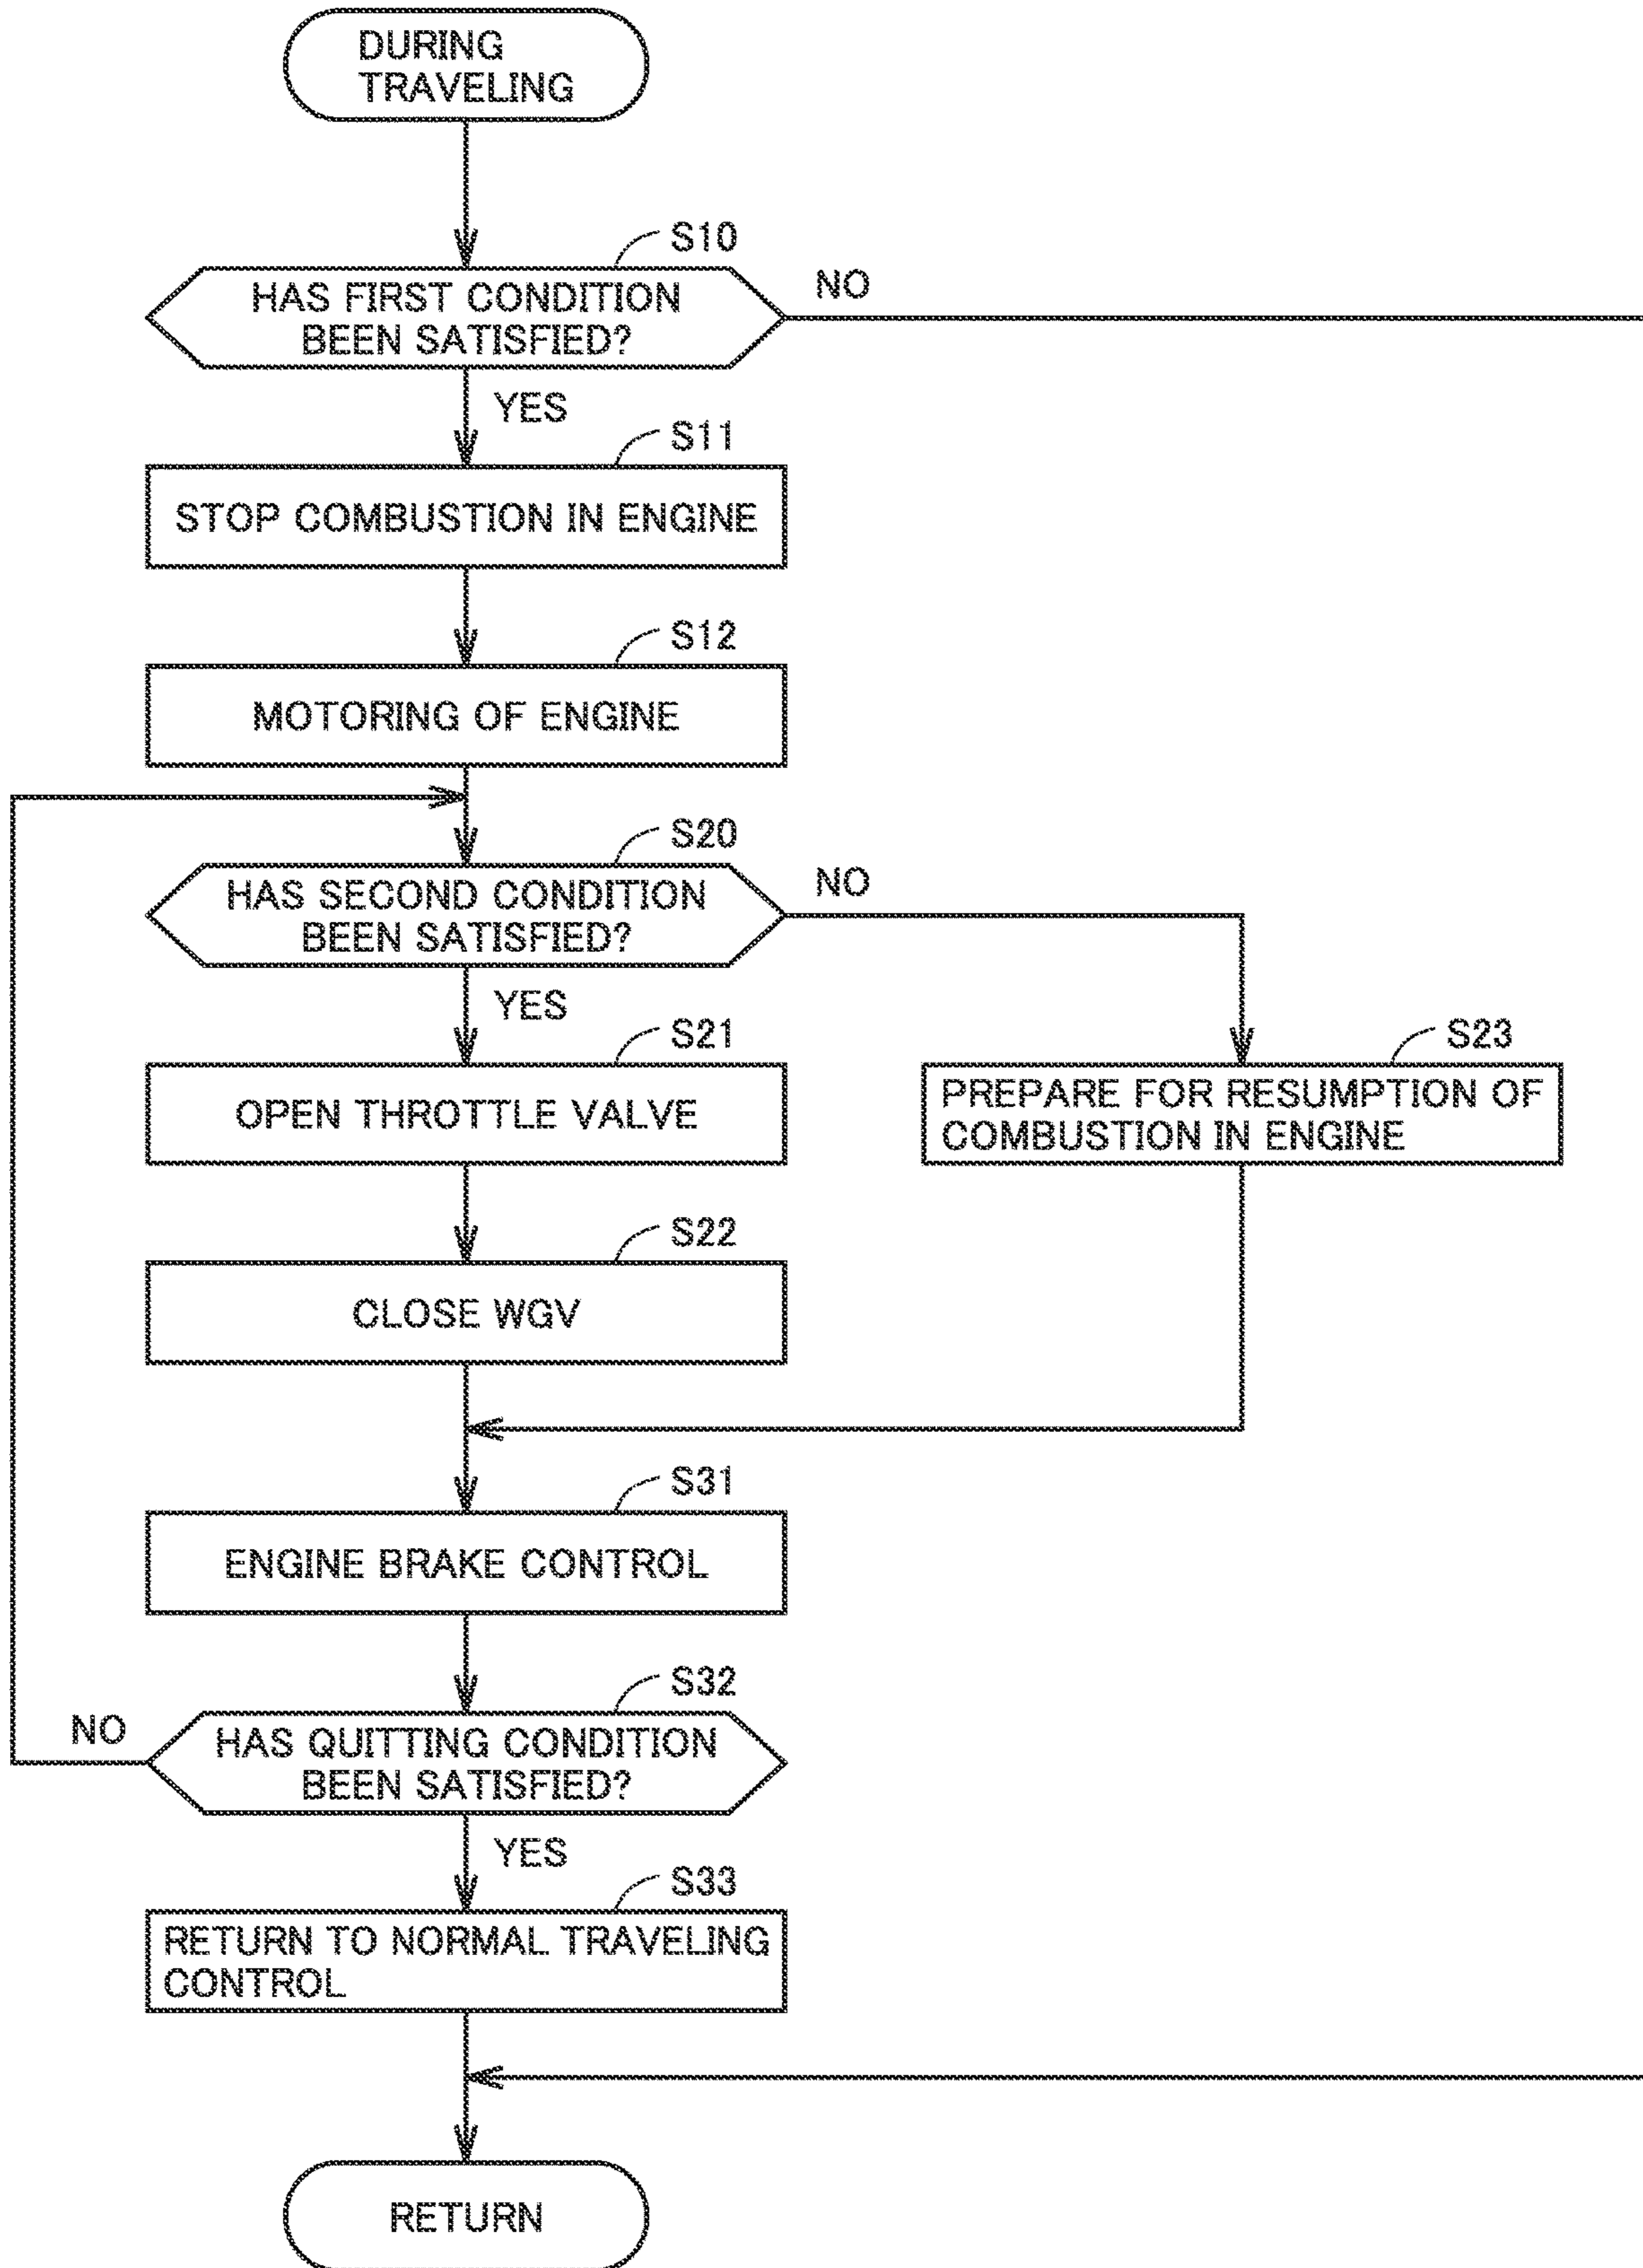 DURING
TRAVELING
S10
HAS FIRST CONDITION
BEEN SATISFIED?
NO
YES
S11
STOP COMBUSTION IN ENGINE
S12
MOTORING OF ENGINE
S20
HAS SECOND CONDITION
BEEN SATISFIED?
NO
YES
S21
OPEN THROTTLE VALVE
S23
PREPARE FOR RESUMPTION OF
COMBUSTION IN ENGINE
S22
CLOSE WGV
S31
ENGINE BRAKE CONTROL
S32
HAS QUITTING CONDITION
BEEN SATISFIED?
NO
YES
S33
RETURN TO NORMAL TRAVELING
CONTROL
RETURN